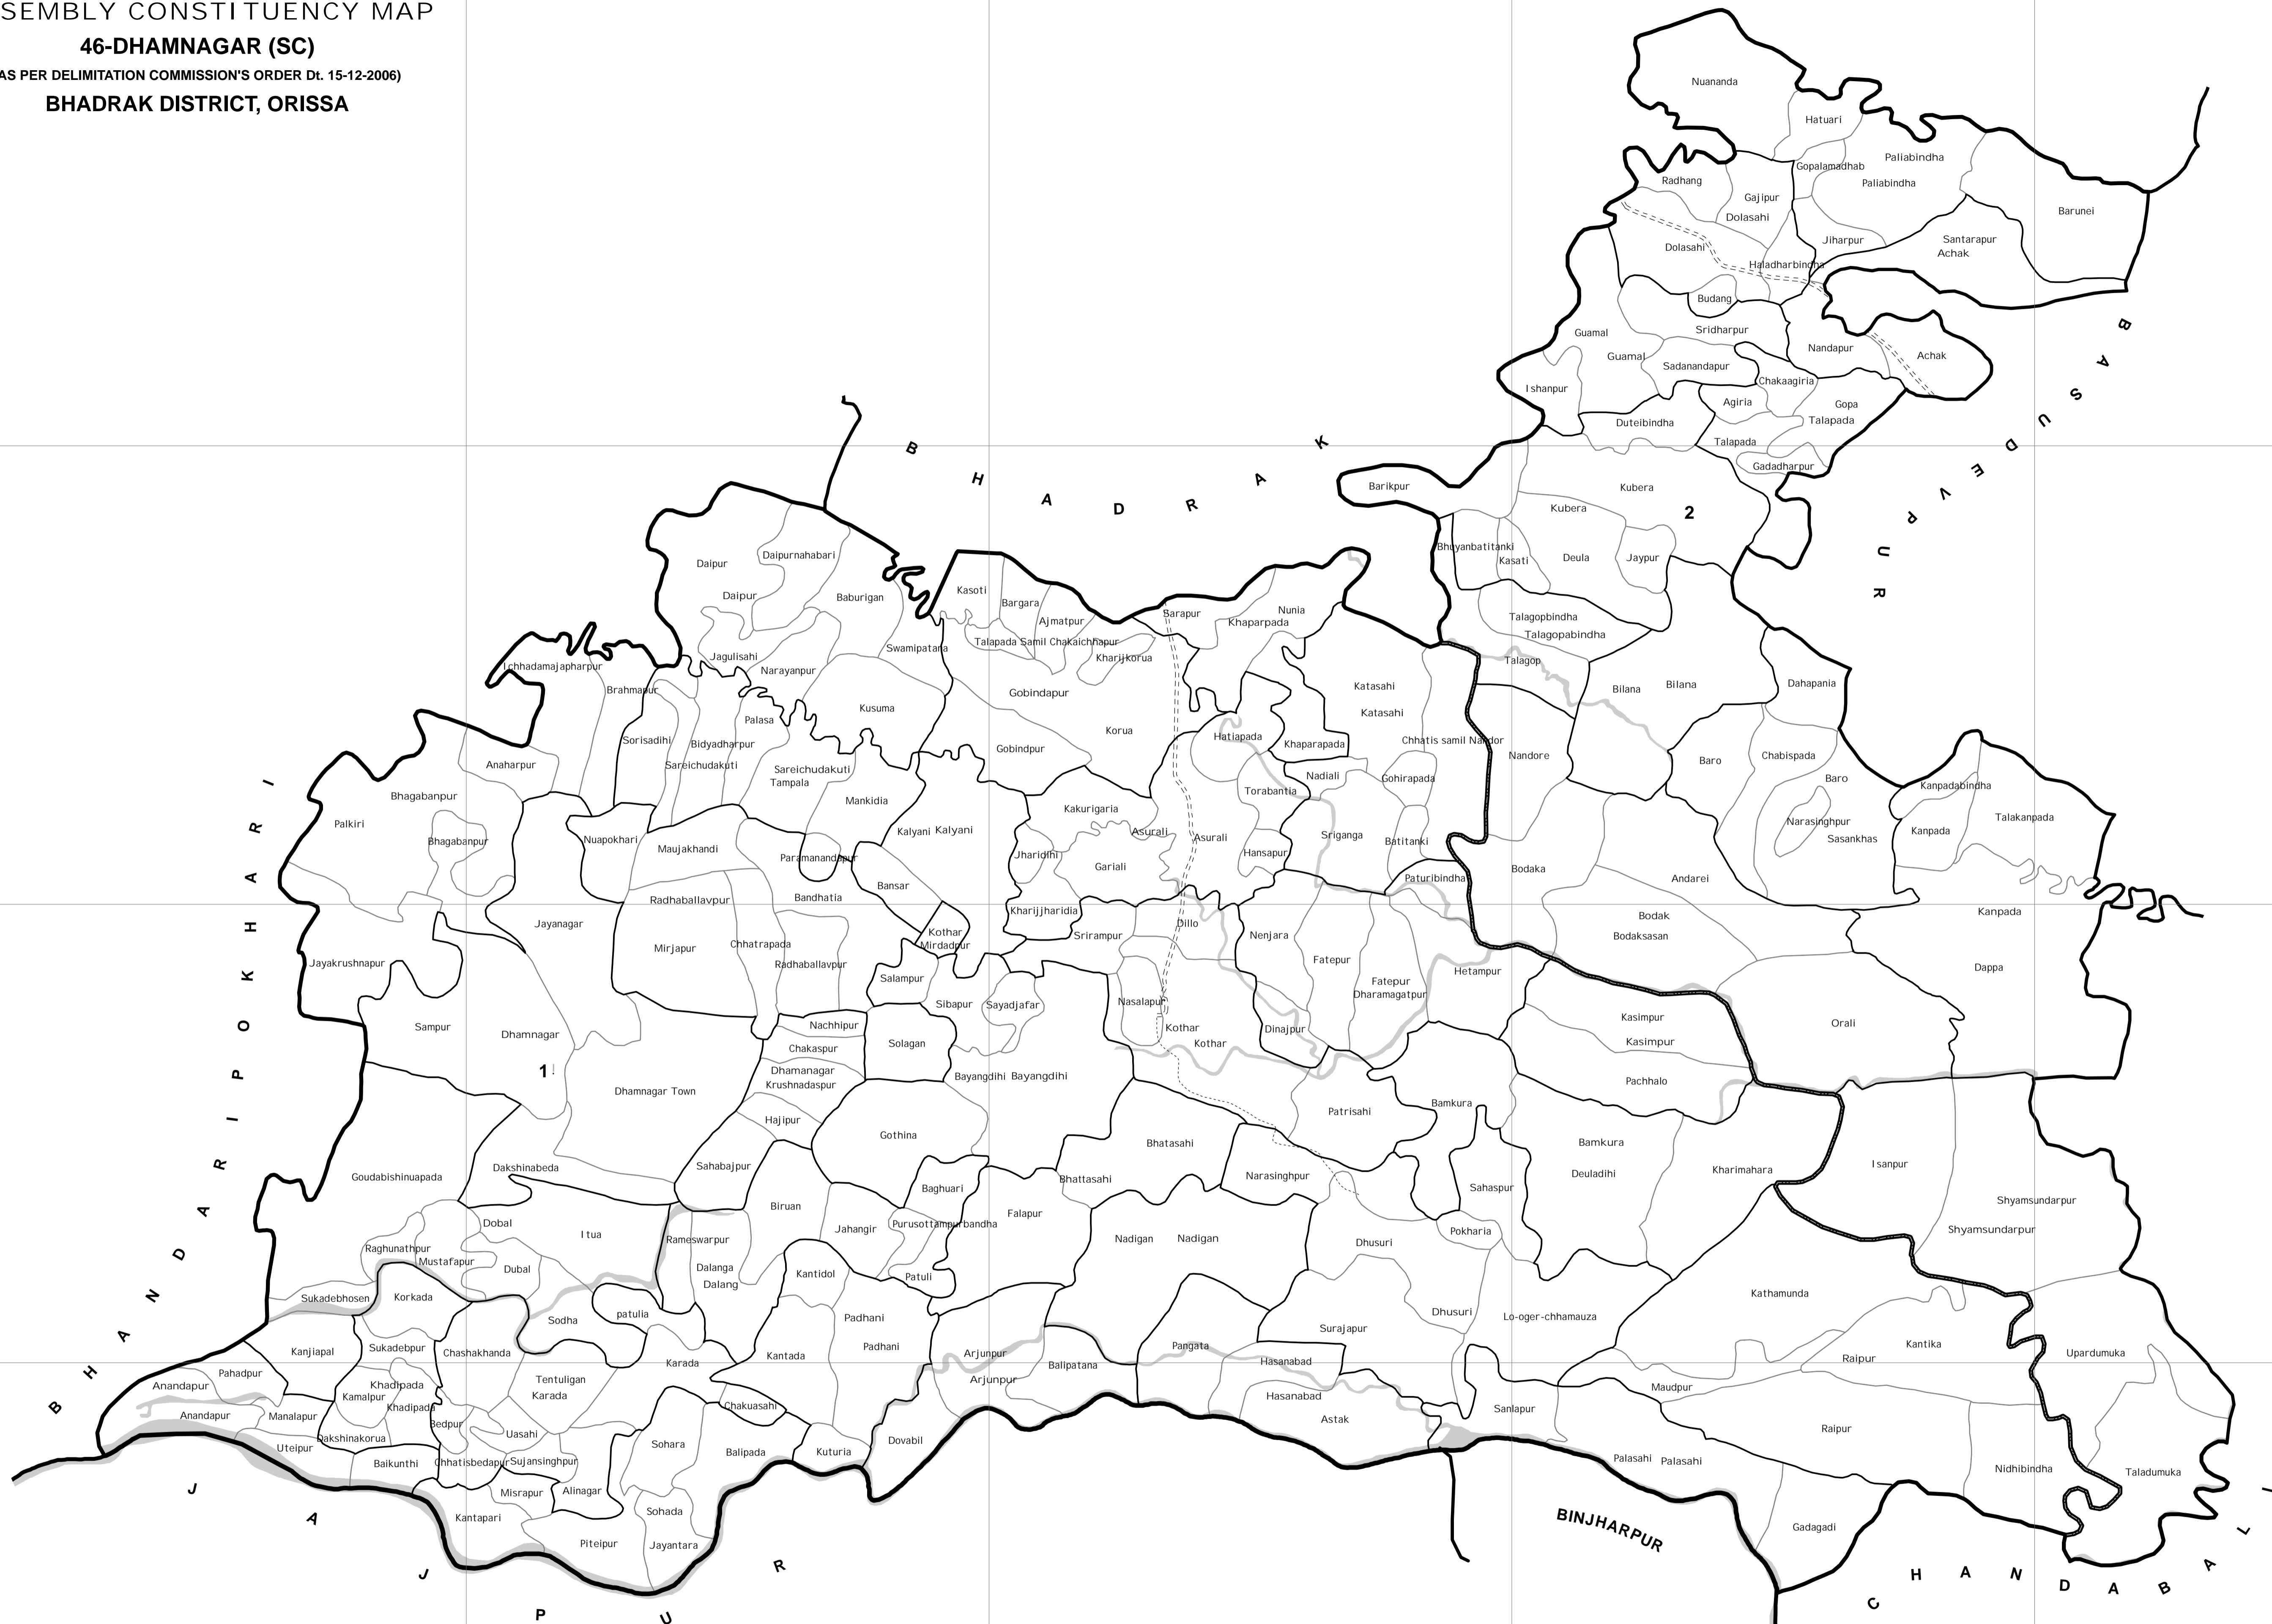 SEMBLY CONSTITUENCY MAP
46-DHAMNAGAR (SC)
AS PER DELIMITATION COMMISSION'S ORDER Dt. 15-12-2006)
BHADRAK DISTRICT, ORISSA
Nuananda
Hatuari
Paliabindha
Gopalamadhab
Radhang
Paliabindha
Gajipur
Barunei
Dolasahi
Jiharpur
Santarapur
Dolasahi
Achak
Haladharbindha
Budang
Sridharpur
Guamal
Nandapur
Guamal
Achak
Sadanandapur
Chakaagiria
Ishanpur
Agiria
Gopa
Talapada
Duteibindha
Talapada
Gadadharpur
BASUDEVPUR
BHADRAK
Barikpur
Kubera
Kubera
2
Bhuyanbatitanki
Kasati
Deula
Jaypur
Daipurnahabari
Daipur
Daipur
Baburigan
Kasoti
Bargara
Ajmatpur
Sarapur
Nunia
Khaparpada
Talapada Samil Chakaichhapur
Kharijkorua
Talagopbindha
Talagopabindha
Talagop
Swamipatana
Jagulisahi
Narayanpur
Ichhadamajapharpur
Brahmapur
Gobindapur
Katasahi
Katasahi
Bilana
Bilana
Dahapania
Kusuma
Palasa
Korua
Sorisadihi
Bidyadharpur
Gobindpur
Hatiapada
Khaparapada
Chhatis samil Nandor
Nandore
Baro
Chabispada
Anaharpur
Sareichudakuti
Sareichudakuti
Tampala
Nadiali
Gohirapada
Baro
Kanpadabindha
Bhagabanpur
Mankidia
Torabantia
Kakurigaria
Palkiri
Talakanpada
Narasinghpur
Kanpada
Sasankhas
Bhagabanpur
Nuapokhari
Kalyani
Kalyani
Asurali
Asurali
Sriganga
Batitanki
Maujakhandi
Paramanandapur
Jharidihi
Hansapur
Gariali
Bodaka
Andarei
Paturibindha
Bansar
Radhaballavpur
Bandhatia
Kharijjharidia
Bodak
Kanpada
Jayanagar
Kothar
Srirampur
Dillo
Nenjara
Bodaksasan
Mirjapur
Chhatrapada
Mirdadpur
Jayakrushnapur
Radhaballavpur
Fatepur
Hetampur
Dappa
Salampur
Fatepur
Dharamagatpur
Sibapur
Sayadjafar
Nasalapur
Kasimpur
Orali
Sampur
Nachhipur
Kothar
Dinajpur
Dhamnagar
Solagan
Kothar
Kasimpur
Chakaspur
1
Dhamanagar
Krushnadaspur
Bayangdihi
Bayangdihi
Pachhalo
Dhamnagar Town
Bamkura
Patrisahi
Hajipur
Gothina
Bhatasahi
Bamkura
Dakshinabeda
Sahabajpur
Goudabishinuapada
Bhattasahi
Narasinghpur
Deuladihi
Kharimahara
Isanpur
Baghuari
Sahaspur
Shyamsundarpur
Biruan
Falapur
Dobal
Jahangir
Purusottampurbandha
Shyamsundarpur
Itua
Rameswarpur
Nadigan
Nadigan
Dhusuri
Pokharia
Raghunathpur
Mustafapur
Dubal
Dalanga
Dalang
Kantidol
Patuli
Sukadebhosen
Korkada
Kathamunda
patulia
Sodha
Padhani
Dhusuri
Lo-oger-chhamauza
Surajapur
Kanjiapal
Sukadebpur
Chashakhanda
Kantada
Padhani
Arjunpur
Pangata
Kantika
Upardumuka
Karada
Balipatana
Hasanabad
Raipur
Pahadpur
Anandapur
Khadipada
Kamalpur
Tentuligan
Karada
Arjunpur
Maudpur
Hasanabad
Chakuasahi
Khadipada
Anandapur
Manalapur
Bedpur
Sanlapur
Astak
Dakshinakorua
Uasahi
Raipur
Uteipur
Sohara
Balipada
Kuturia
Dovabil
Baikunthi
Chhatisbedapur
Sujansinghpur
Palasahi
Palasahi
Nidhibindha
Taladumuka
Misrapur
Alinagar
Sohada
Kantapari
Gadagadi
Piteipur
Jayantara
BHANDARIPOKHARI
JAJPUR
BINJHARPUR
CHANDABALI